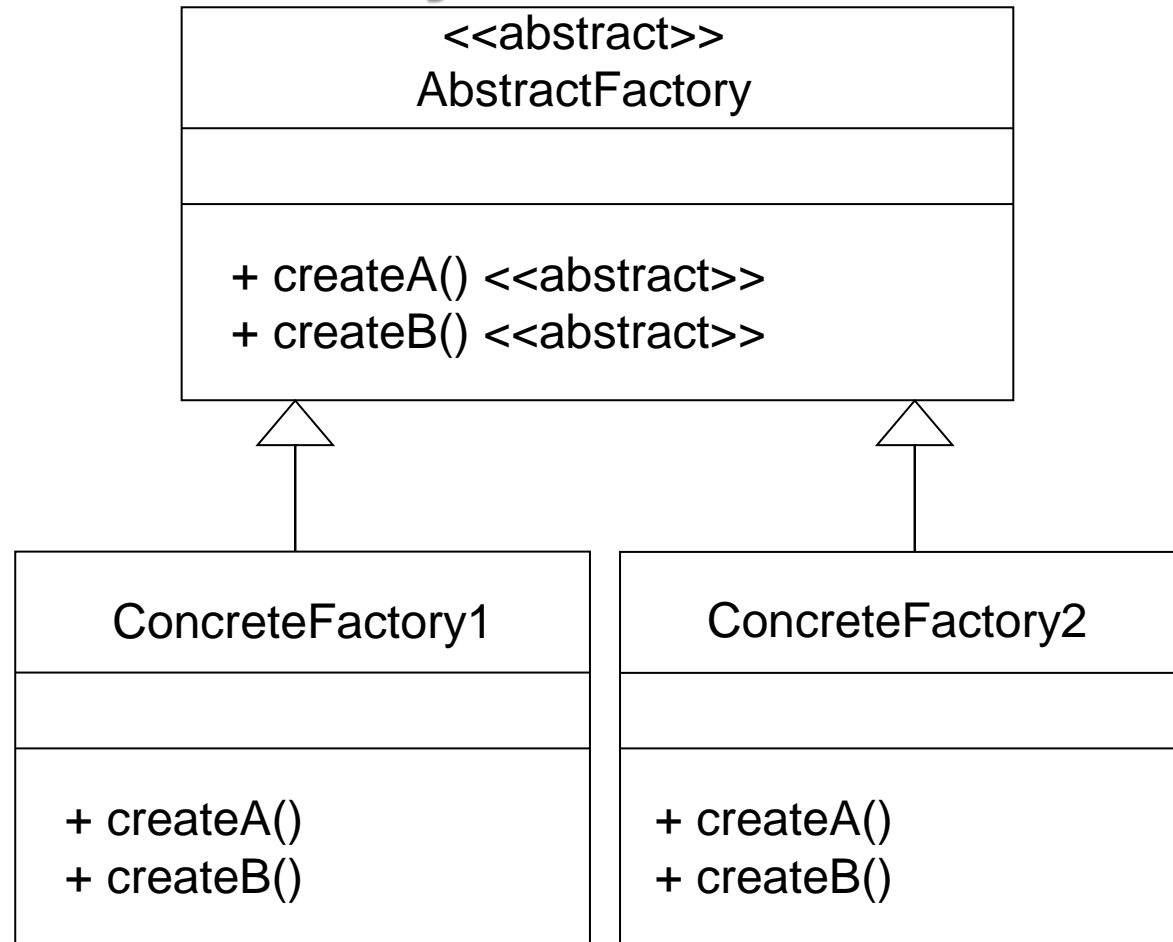 <<abstract>>
AbstractFactory
+ createA() <<abstract>>
+ createB() <<abstract>>
ConcreteFactory1
+ createA()
+ createB()
ConcreteFactory2
+ createA()
+ createB()